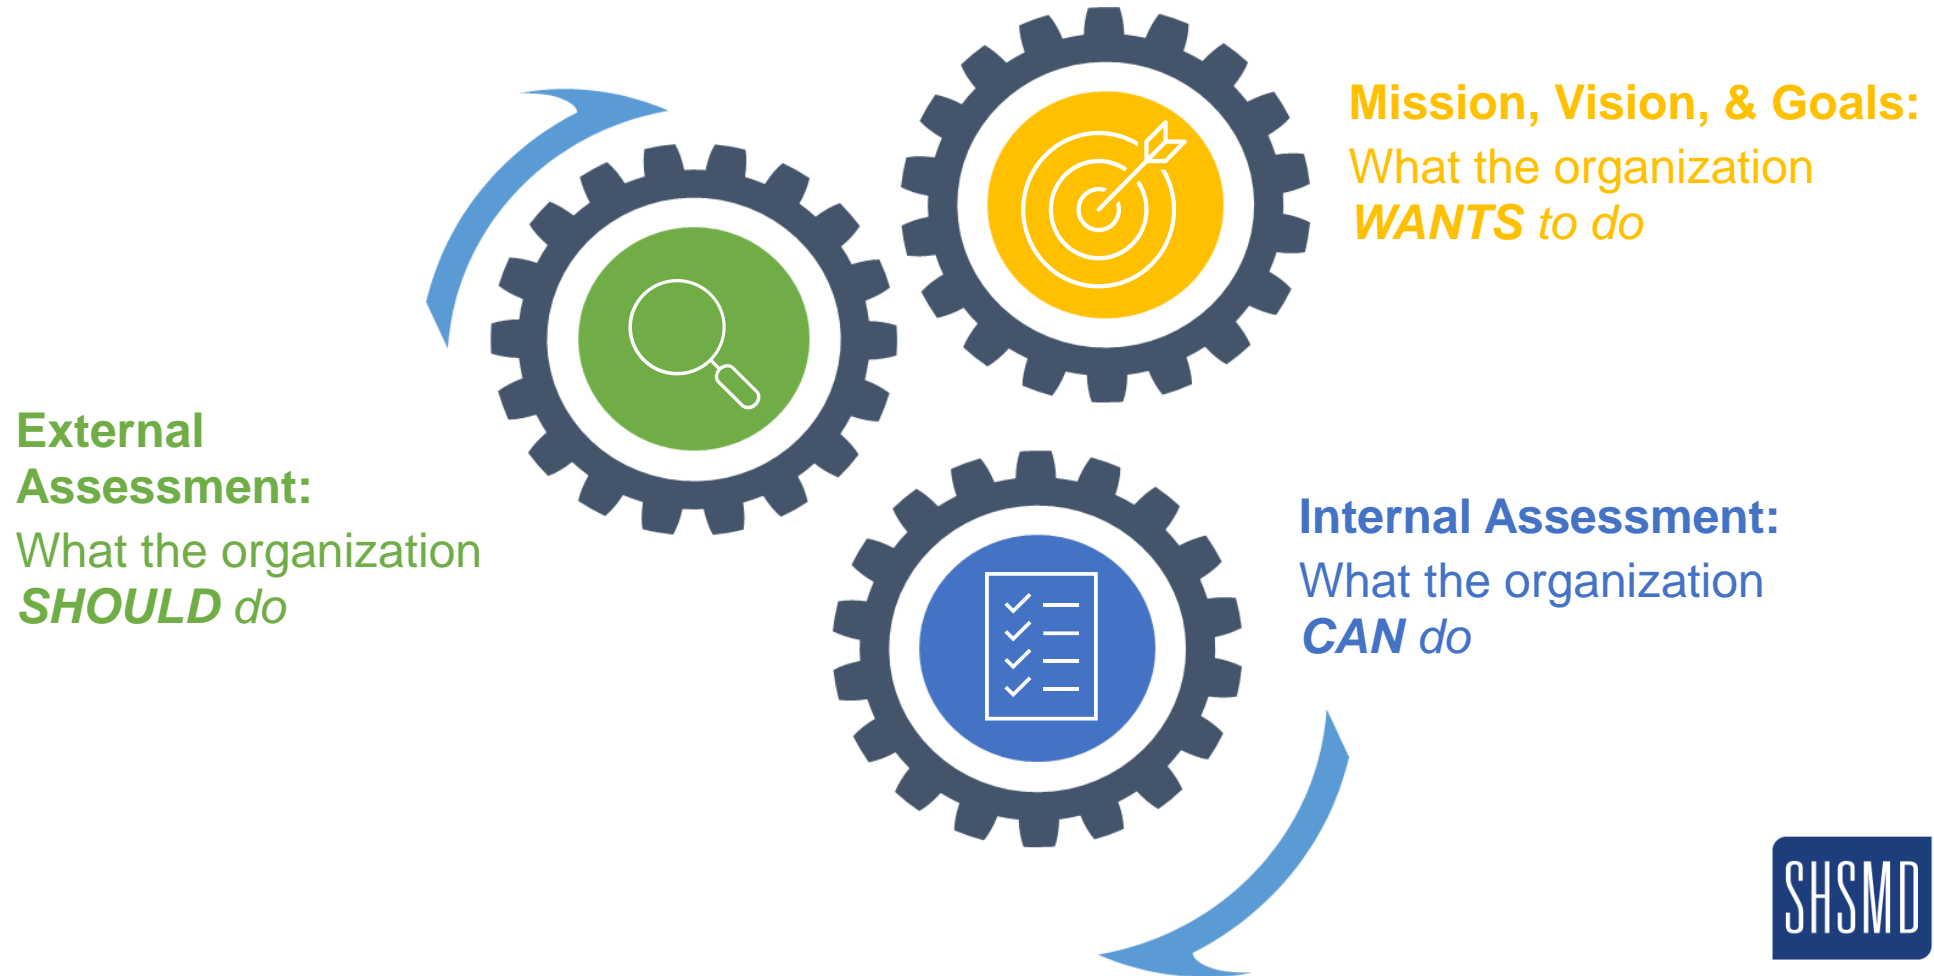 Mission, Vision, & Goals:
What the organization
WANTS to do
External
Assessment:
What the organization
SHOULD do
Internal Assessment:
What the organization
CAN do
SHSMD